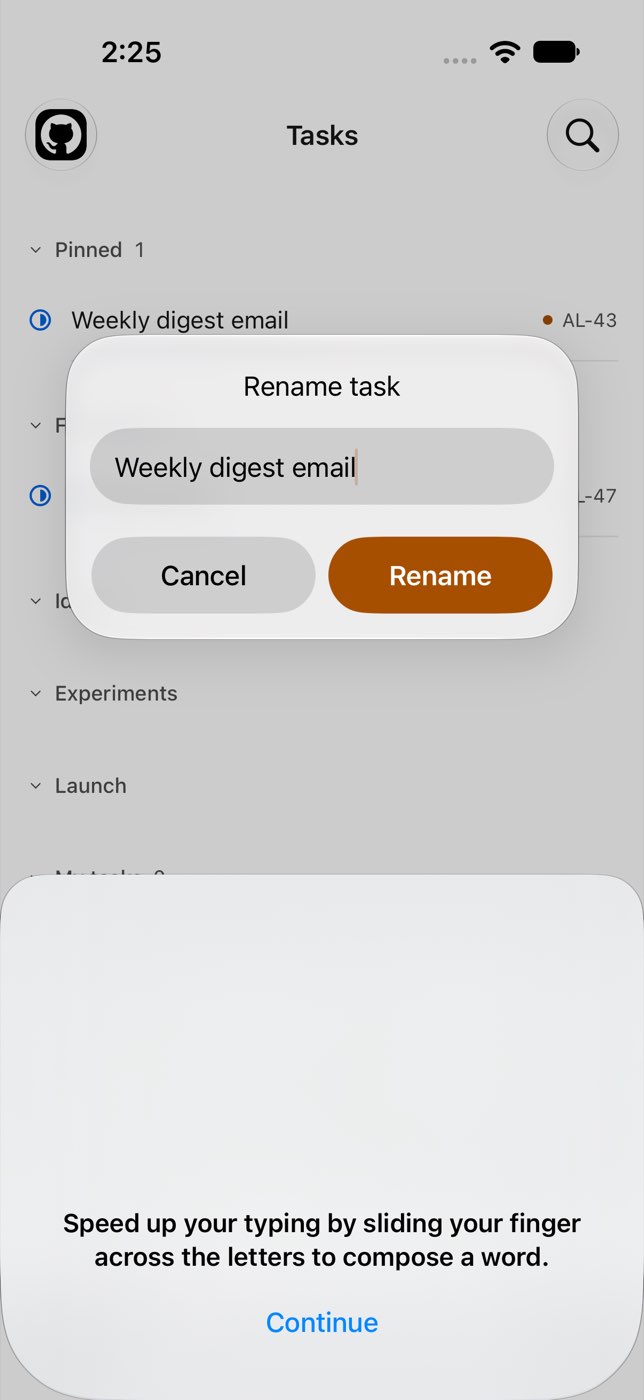 2:25
Tasks
Pinned 1
Weekly digest email
AL-43
Rename task
Weekly digest email
-47
Cancel
Rename
Experiments
Launch
Speed up your typing by sliding your finger
across the letters to compose a word.
Continue